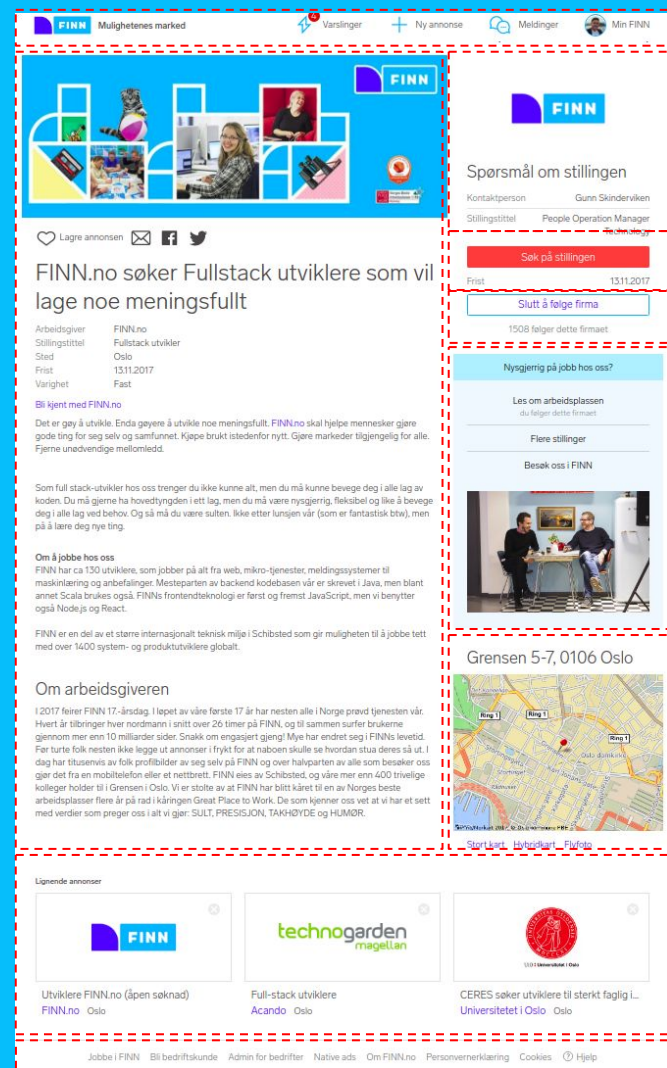 FINN Mulighetenes marked 4 Varslinger Ny annonse Meldinger Min FINN
FINN
Lagre annonsen
FINN.no søker Fullstack utviklere som vil
lage noe meningsfullt
Arbeidsgiver FINN.no
Stillingstittel Fullstack utvikler
Sted Oslo
Frist 13.11.2017
Varighet Fast
Bli kjent med FINN.no
Det er gøy å utvikle. Enda gøyere å utvikle noe meningsfullt. FINN.no skal hjelpe mennesker gjøre
gode ting for seg selv og samfunnet. Kjøpe brukt istedenfor nytt. Gjøre markeder tilgjengelig for alle.
Fjerne unødvendige mellomledd.
Som full stack-utvikler hos oss trenger du ikke kunne alt, men du må kunne bevege deg i alle lag av
koden. Du må gjerne ha hovedtyngden i ett lag, men du må være nysgjerrig, fleksibel og like å bevege
deg i alle lag ved behov. Og så må du være sulten. Ikke etter lunsjen vår (som er fantastisk btw), men
på å lære deg nye ting.
Om å jobbe hos oss
FINN har ca 130 utviklere, som jobber på alt fra web, mikro-tjenester, meldingssystemer til
maskinlæring og anbefalinger. Mesteparten av backend kodebasen vår er skrevet i Java, men blant
annet Scala brukes også. FINNs frontendteknologi er først og fremst JavaScript, men vi benytter
også Node.js og React.
FINN er en del av et større internasjonalt teknisk miljø i Schibsted som gir muligheten til å jobbe tett
med over 1400 system- og produktutviklere globalt.
Om arbeidsgiveren
I 2017 feirer FINN 17.-årsdag. I løpet av våre første 17 år har nesten alle i Norge prøvd tjenesten vår.
Hvert år tilbringer hver nordmann i snitt over 26 timer på FINN, og til sammen surfer brukerne
gjennom mer enn 10 milliarder sider. Snakk om engasjert gjeng! Mye har endret seg i FINNs levetid.
Før turte folk nesten ikke legge ut annonser i frykt for at naboen skulle se hvordan stua deres så ut. I
dag har titusenvis av folk profilbilder av seg selv på FINN og over halvparten av alle som besøker oss
gjør det fra en mobiltelefon eller et nettbrett. FINN eies av Schibsted, og våre mer enn 400 trivelige
kolleger holder til i Grensen i Oslo. Vi er stolte av at FINN har blitt kåret til en av Norges beste
arbeidsplasser flere år på rad i kåringen Great Place to Work. De som kjenner oss vet at vi har et sett
med verdier som preger oss i alt vi gjør: SULT, PRESISJON, TAKHØYDE og HUMØR.
FINN
Spørsmål om stillingen
Kontaktperson Gunn Skinderviken
Stillingstittel People Operation Manager
Technology
Søk på stillingen
Frist 13.11.2017
Slutt å følge firma
1508 følger dette firmaet
Nysgjerrig på jobb hos oss?
Les om arbeidsplassen
du følger dette firmaet
Flere stillinger
Besøk oss i FINN
Grensen 5-7, 0106 Oslo
Ring 1
Ring 1
Ring 1
Oslo domkirke
Stortinget
Stort kart Hybridkart Flyfoto
Lignende annonser
FINN
technogarden
magellan
UiO Universitetet i Oslo
Utviklere FINN.no (åpen søknad)
FINN.no Oslo
Full-stack utviklere
Acando Oslo
CERES søker utviklere til sterkt faglig i...
Universitetet i Oslo Oslo
Jobbe i FINN Bli bedriftskunde Admin for bedrifter Native ads Om FINN.no Personvernerklæring Cookies Hjelp